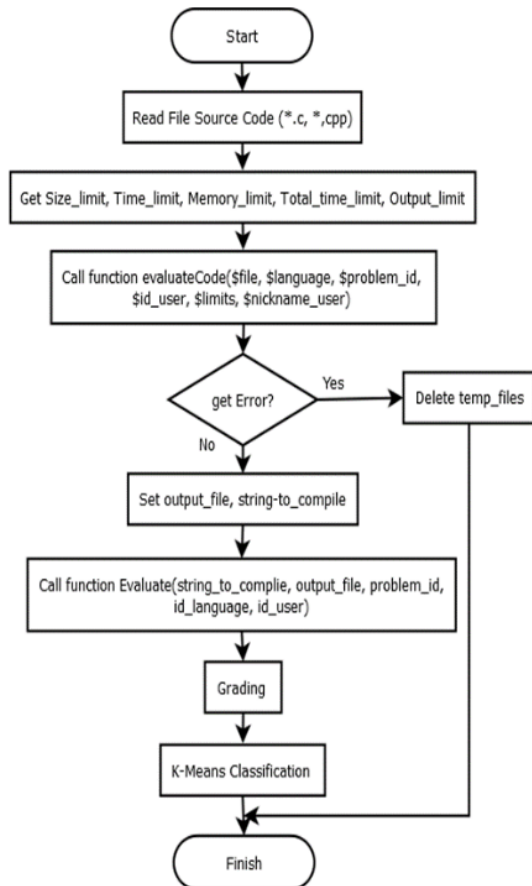 Start
Read File Source Code (*.c, *,cpp)
Get Size_limit, Time_limit, Memory_limit, Total_time_limit, Output_limit
Call function evaluateCode($file, $language, $problem_id,
$id_user, $limits, $nickname_user)
get Error?
Yes
Delete temp_files
No
Set output_file, string-to_compile
Call function Evaluate(string_to_complie, output_file, problem_id,
id_language, id_user)
Grading
K-Means Classification
Finish